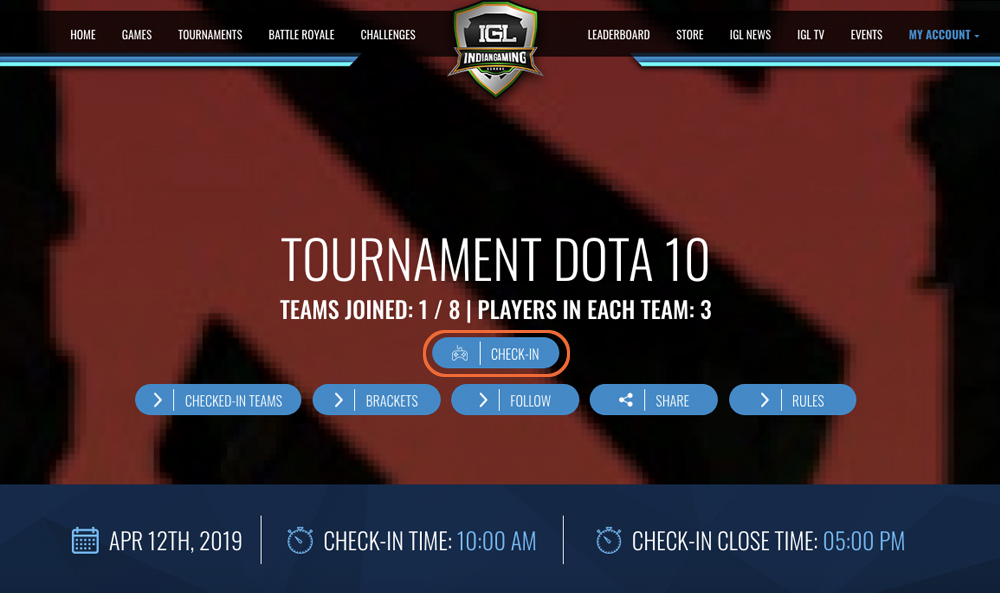 HOME GAMES TOURNAMENTS BATTLE ROYALE CHALLENGES LEADERBOARD STORE IGL NEWS IGL TV EVENTS MY ACCOUNT
IGL
INDIANGAMING
TOURNAMENT DOTA 10
TEAMS JOINED: 1 / 8 | PLAYERS IN EACH TEAM: 3
CHECK-IN
CHECKED-IN TEAMS BRACKETS FOLLOW SHARE RULES
APR 12TH, 2019 CHECK-IN TIME: 10:00 AM CHECK-IN CLOSE TIME: 05:00 PM